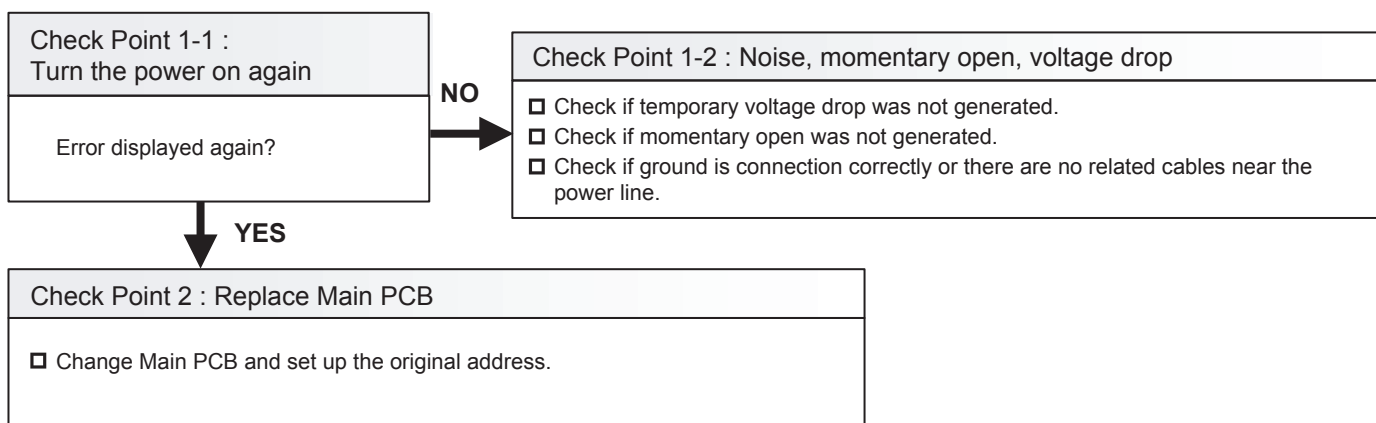 Check Point 1-1 :
Turn the power on again
Error displayed again?
NO
Check Point 1-2 : Noise, momentary open, voltage drop
Check if temporary voltage drop was not generated.
Check if momentary open was not generated.
Check if ground is connection correctly or there are no related cables near the
power line.
YES
Check Point 2 : Replace Main PCB
Change Main PCB and set up the original address.